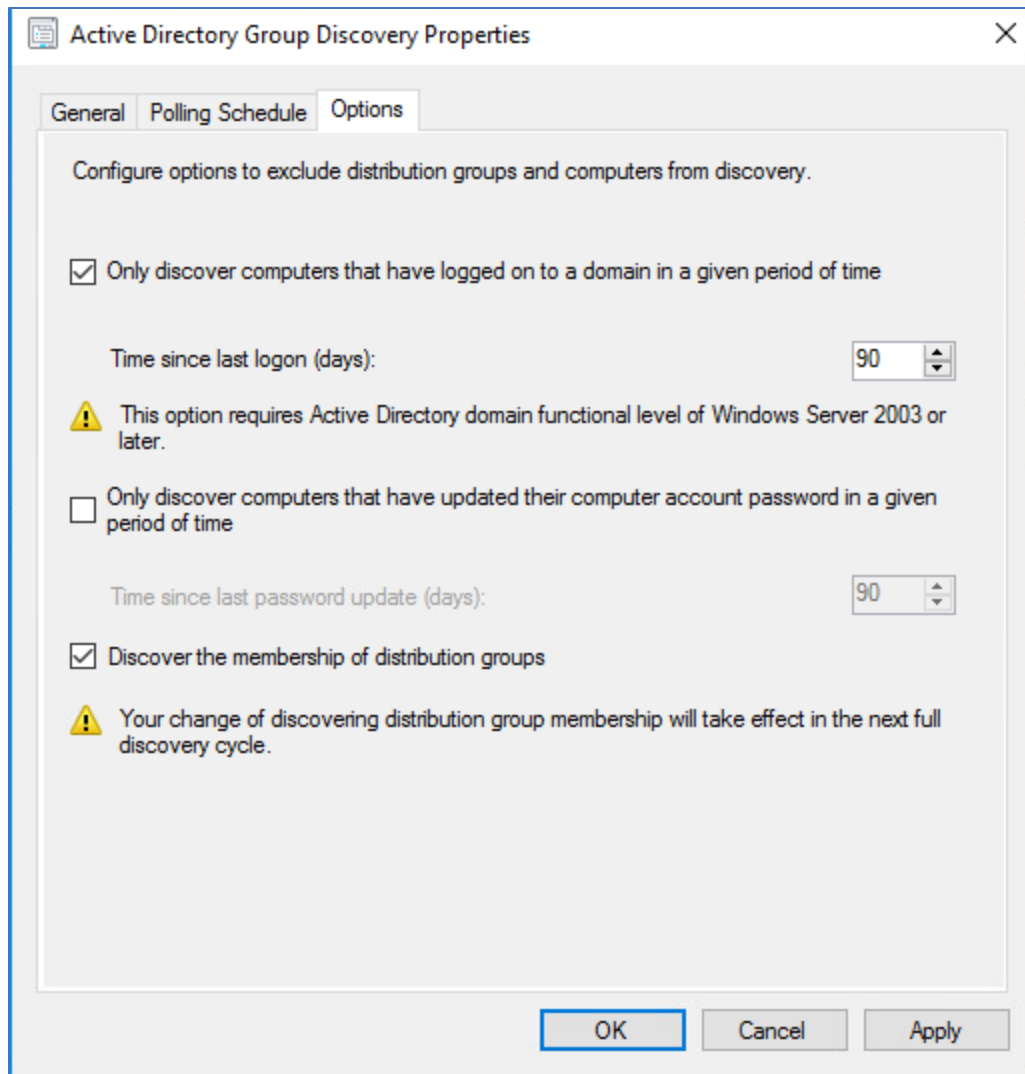 Active Directory Group Discovery Properties
General Polling Schedule Options
Configure options to exclude distribution groups and computers from discovery.
Only discover computers that have logged on to a domain in a given period of time
Time since last logon (days): 90
This option requires Active Directory domain functional level of Windows Server 2003 or
later.
Only discover computers that have updated their computer account password in a given
period of time
Time since last password update (days): 90
Discover the membership of distribution groups
Your change of discovering distribution group membership will take effect in the next full
discovery cycle.
OK Cancel Apply